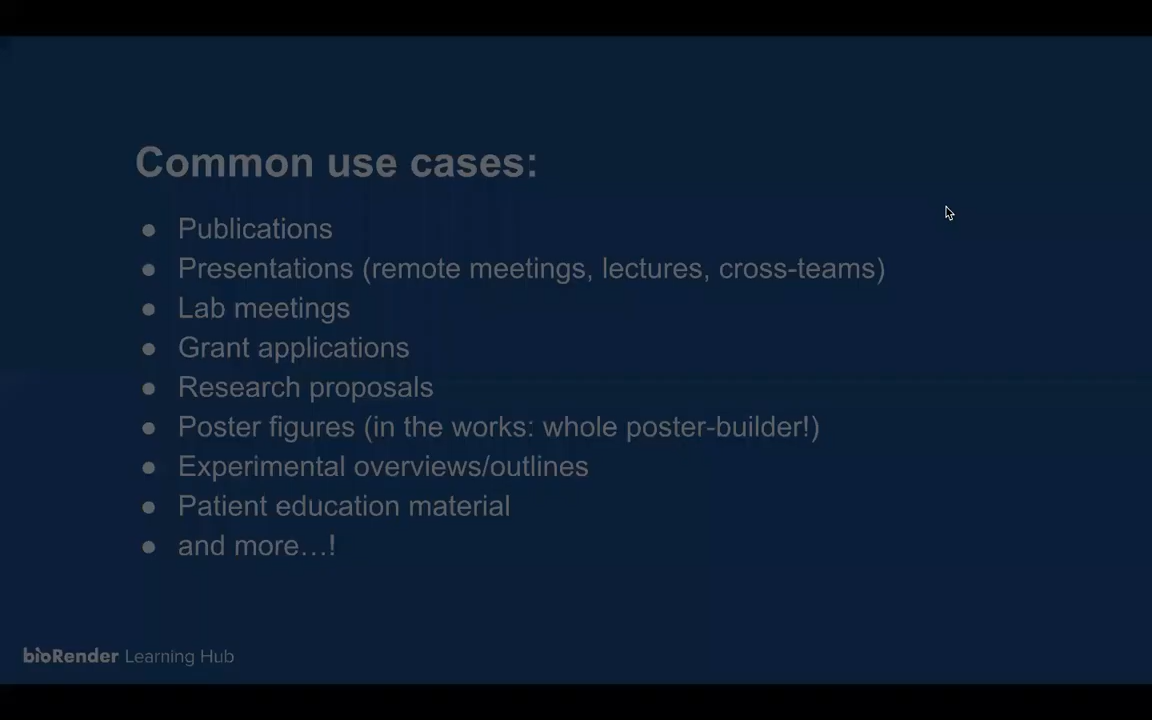 Common use cases:
● Publications
● Presentations (remote meetings, lectures, cross-teams)
● Lab meetings
● Grant applications
● Research proposals
● Poster figures (in the works: whole poster-builder!)
● Experimental overviews/outlines
● Patient education material
● and more…!
bioRender Learning Hub